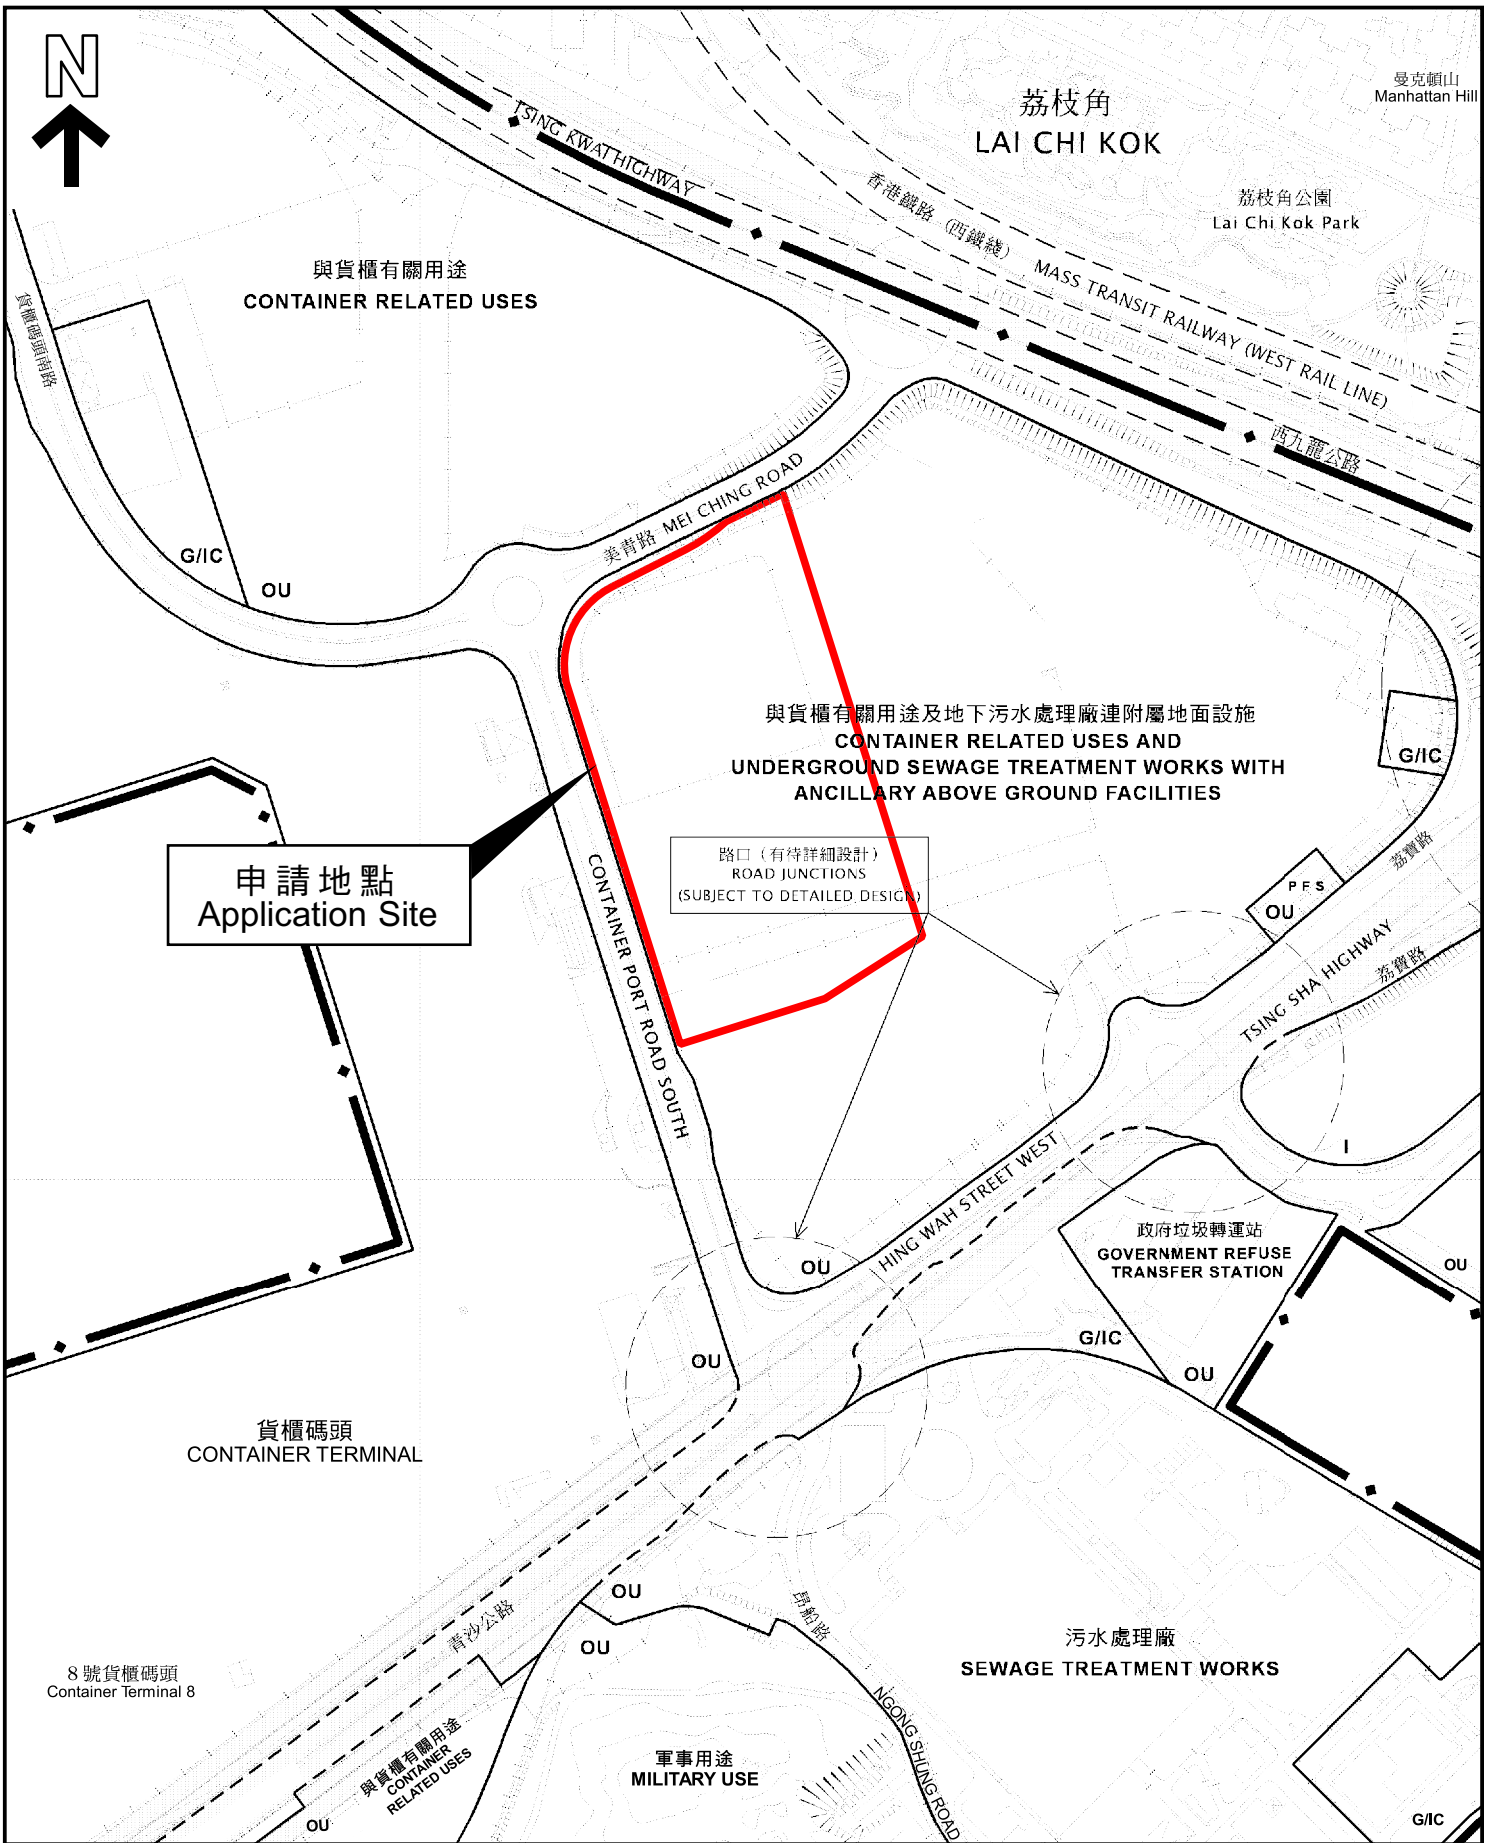 N
曼克頓山
Manhattan Hill
荔枝角
LAI CHI KOK
荔枝角公園
Lai Chi Kok Park
TSING KWAI HIGHWAY
香港鐵路（西鐵綫）
MASS TRANSIT RAILWAY (WEST RAIL LINE)
西九龍公路
與貨櫃有關用途
CONTAINER RELATED USES
貨櫃碼頭南路
G/IC
OU
美青路 MEI CHING ROAD
與貨櫃有關用途及地下污水處理廠連附屬地面設施
CONTAINER RELATED USES AND
UNDERGROUND SEWAGE TREATMENT WORKS WITH
ANCILLARY ABOVE GROUND FACILITIES
G/IC
路口（有待詳細設計）
ROAD JUNCTIONS
(SUBJECT TO DETAILED DESIGN)
申請地點
Application Site
CONTAINER PORT ROAD SOUTH
荔寶路
PFS
OU
TSING SHA HIGHWAY
荔寶路
I
HING WAH STREET WEST
OU
政府垃圾轉運站
GOVERNMENT REFUSE
TRANSFER STATION
OU
G/IC
OU
OU
貨櫃碼頭
CONTAINER TERMINAL
OU
青沙公路
OU
昂船路
污水處理廠
SEWAGE TREATMENT WORKS
8號貨櫃碼頭
Container Terminal 8
與貨櫃有關用途
CONTAINER
RELATED USES
軍事用途
MILITARY USE
NGONG SHUNG ROAD
OU
G/IC